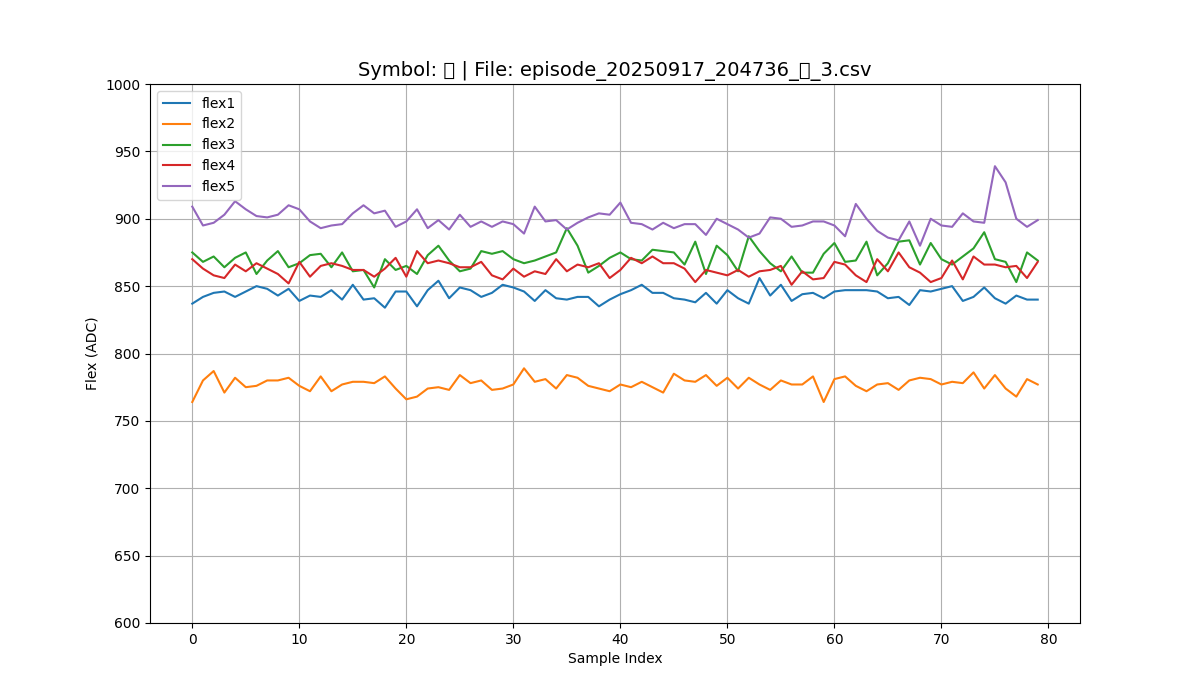 Symbol: ▯ | File: episode_20250917_204736_▯_3.csv
1000
950
900
850
800
750
700
650
600
Flex (ADC)
flex1
flex2
flex3
flex4
flex5
0 10 20 30 40 50 60 70 80
Sample Index